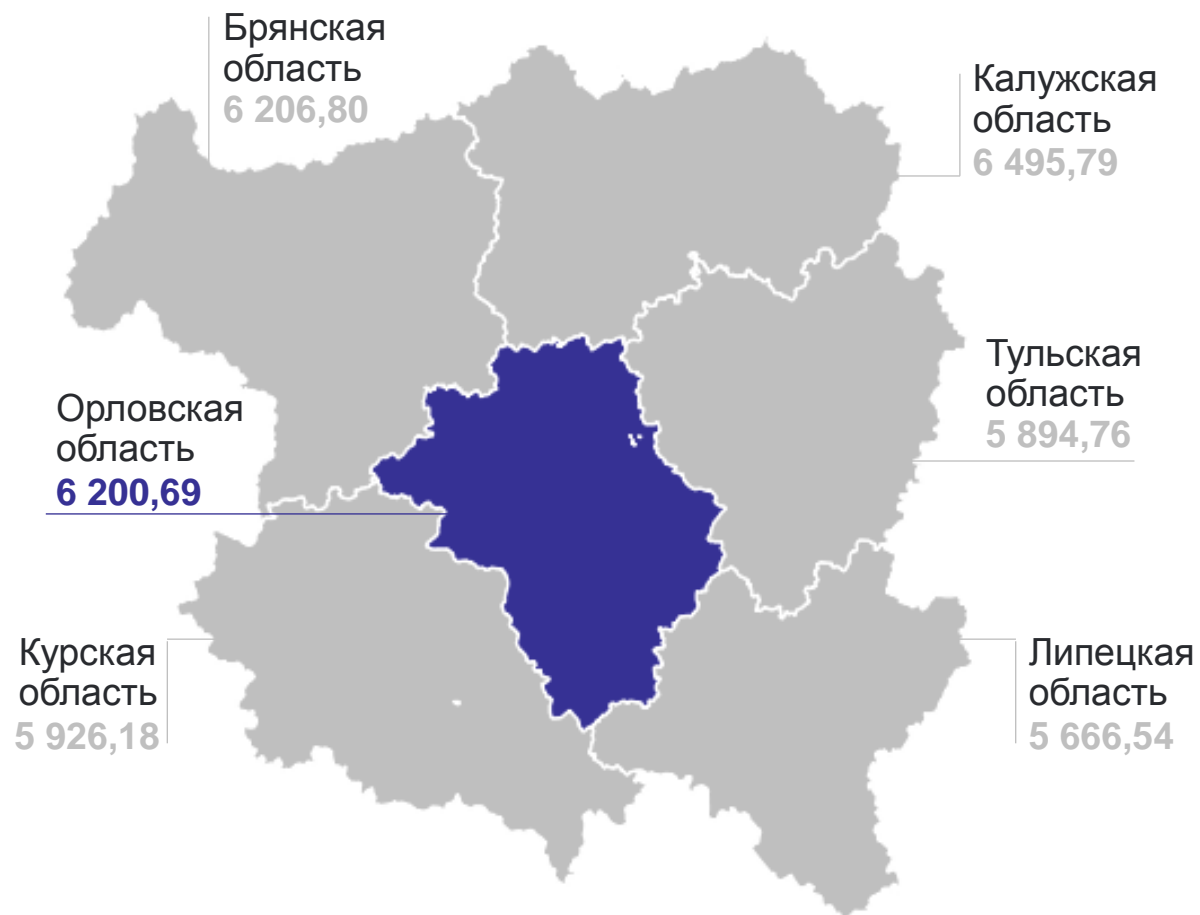 Брянская
область
6 206,80
Калужская
область
6 495,79
Тульская
область
5 894,76
Орловская
область
6 200,69
Курская
область
5 926,18
Липецкая
область
5 666,54